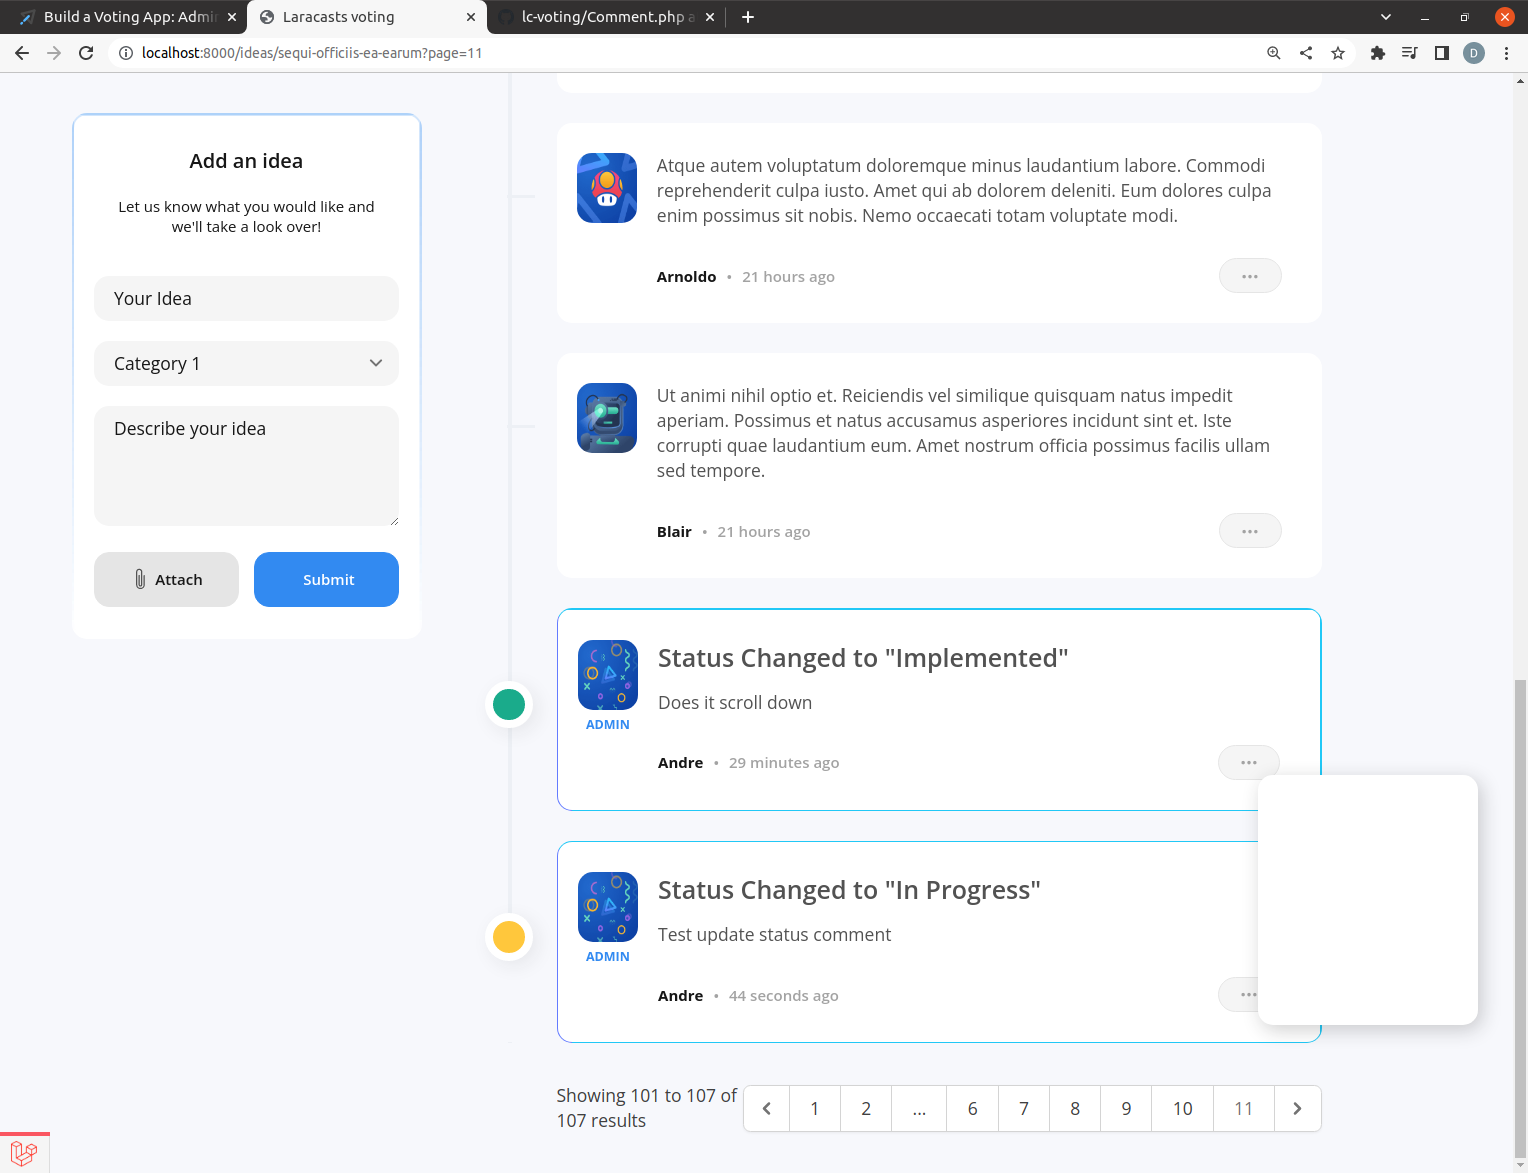 Build a Voting App: Admi
Laracasts voting
lc-voting/Comment.php a
localhost:8000/ideas/sequi-officiis-ea-earum?page=11
D
Add an idea
Let us know what you would like and
we'll take a look over!
Your Idea
Category 1
Describe your idea
Attach
Submit
Atque autem voluptatum doloremque minus laudantium labore. Commodi
reprehenderit culpa iusto. Amet qui ab dolorem deleniti. Eum dolores culpa
enim possimus sit nobis. Nemo occaecati totam voluptate modi.
Arnoldo • 21 hours ago
Ut animi nihil optio et. Reiciendis vel similique quisquam natus impedit
aperiam. Possimus et natus accusamus asperiores incidunt sint et. Iste
corrupti quae laudantium eum. Amet nostrum officia possimus facilis ullam
sed tempore.
Blair • 21 hours ago
Status Changed to "Implemented"
Does it scroll down
ADMIN
Andre • 29 minutes ago
Status Changed to "In Progress"
Test update status comment
ADMIN
Andre • 44 seconds ago
Showing 101 to 107 of
107 results
1 2 ... 6 7 8 9 10 11